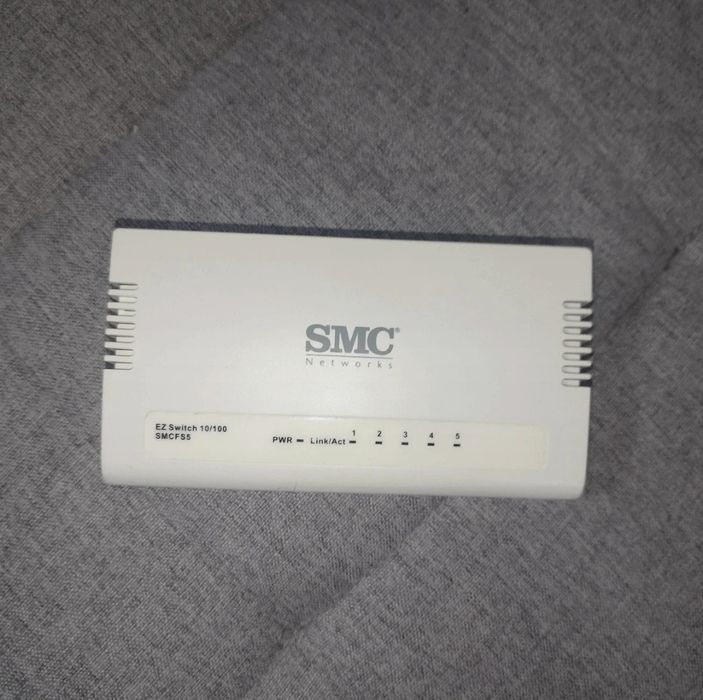 SMC®
Networks
EZ Switch 10/100
SMCFS5
PWR Link/Act 1 2 3 4 5